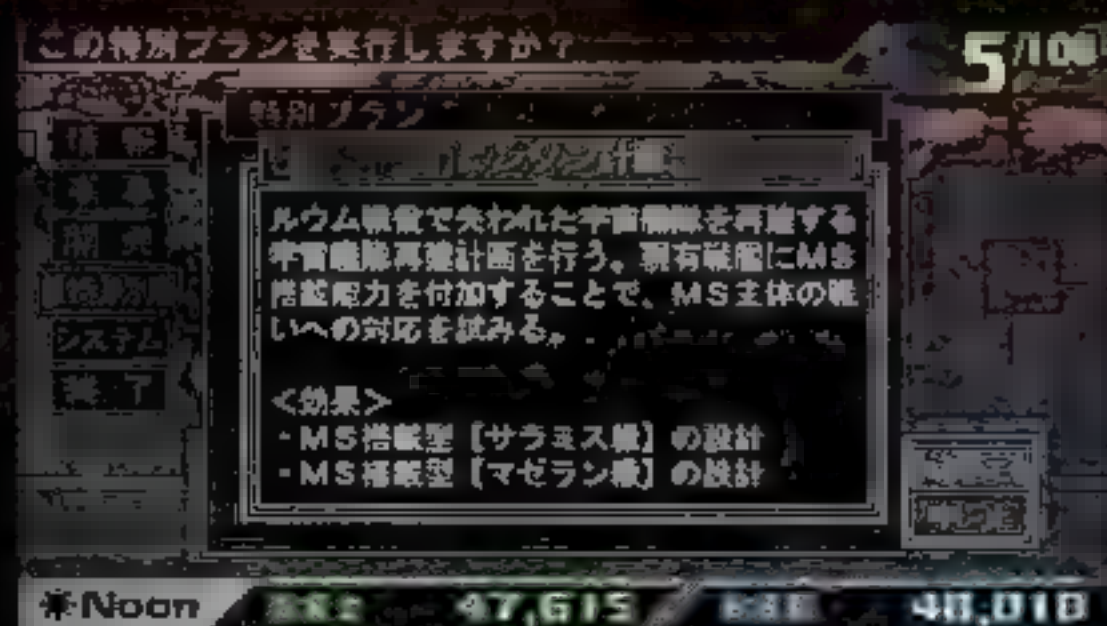 この特別プランを実行しますか？
5/100
特別プラン
ルウム戦役で失われた宇宙艦隊を再建する
宇宙艦隊再建計画を行う。現有戦艦にMS
搭載能力を付加することで、MS主体の戦
いへの対応を試みる。
＜効果＞
・MS搭載型［サラミス級］の設計
・MS搭載型［マゼラン級］の設計
システム
終了
Noon
47,615